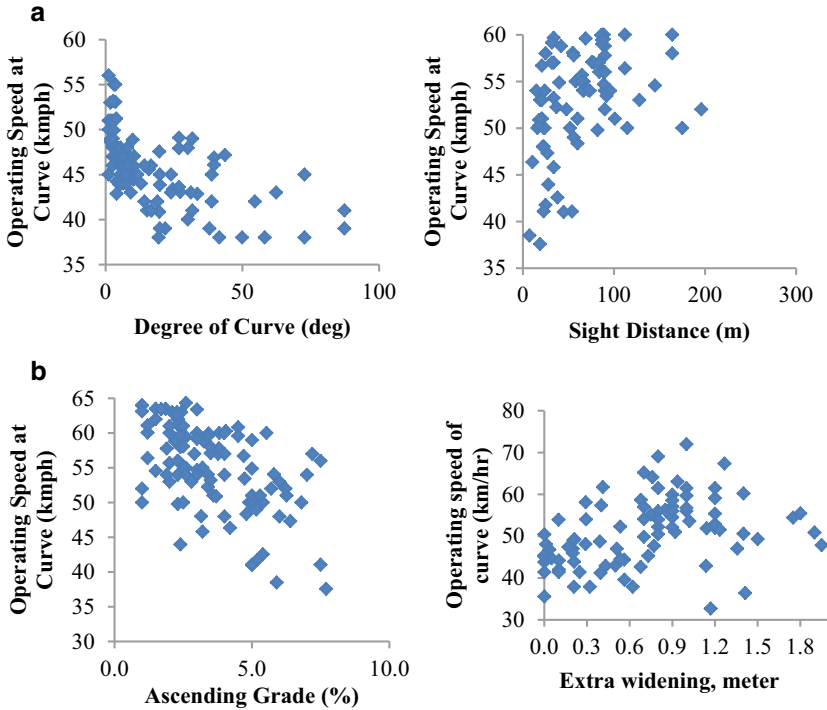 a
60
55
50
45
40
35
Operating Speed at
Curve (kmph)
0
50
100
Degree of Curve (deg)
60
55
50
45
40
35
Operating Speed at
Curve (kmph)
0
100
200
300
Sight Distance (m)
b
65
60
55
50
45
40
35
30
Operating Speed at
Curve (kmph)
0.0
5.0
10.0
Ascending Grade (%)
80
70
60
50
40
30
Operating speed of
curve (km/hr)
0.0 0.3 0.6 0.9 1.2 1.5 1.8
Extra widening, meter